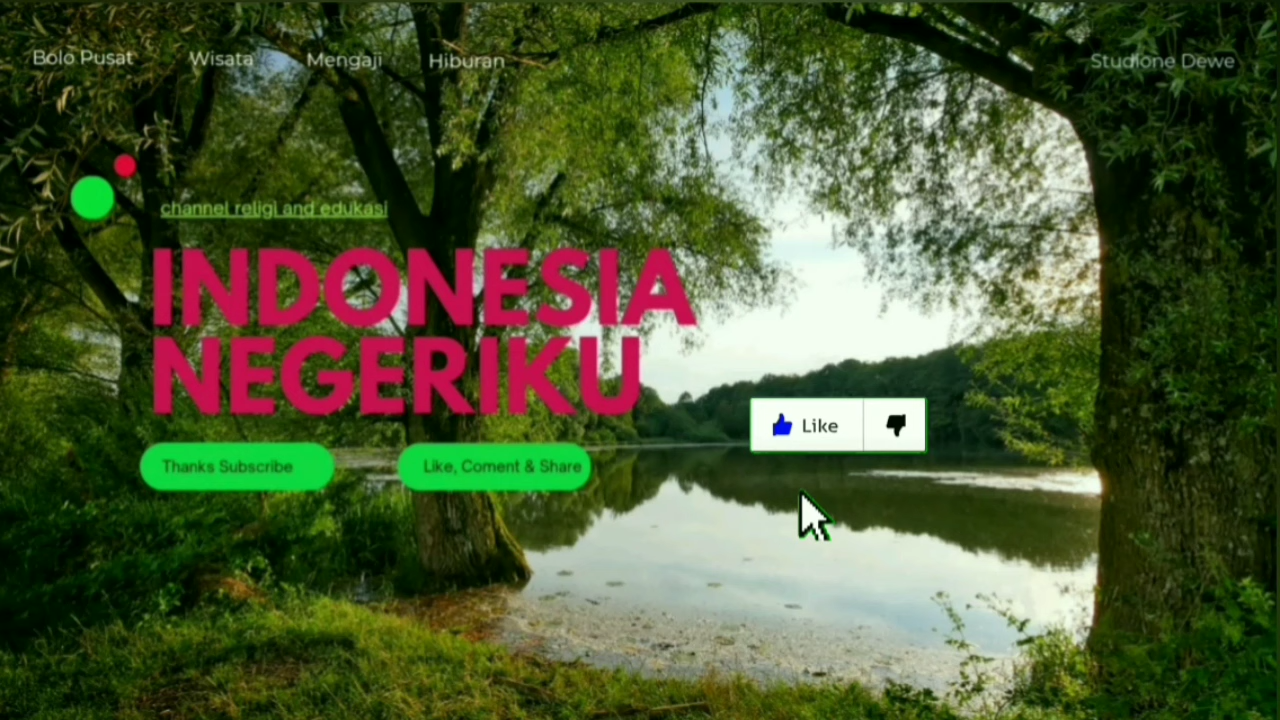 Bolo Pusat Wisata Mengaji Hiburan Studione Dewe
channel religi and edukasi
INDONESIA
NEGERIKU
Thanks Subscribe Like, Coment & Share
Like